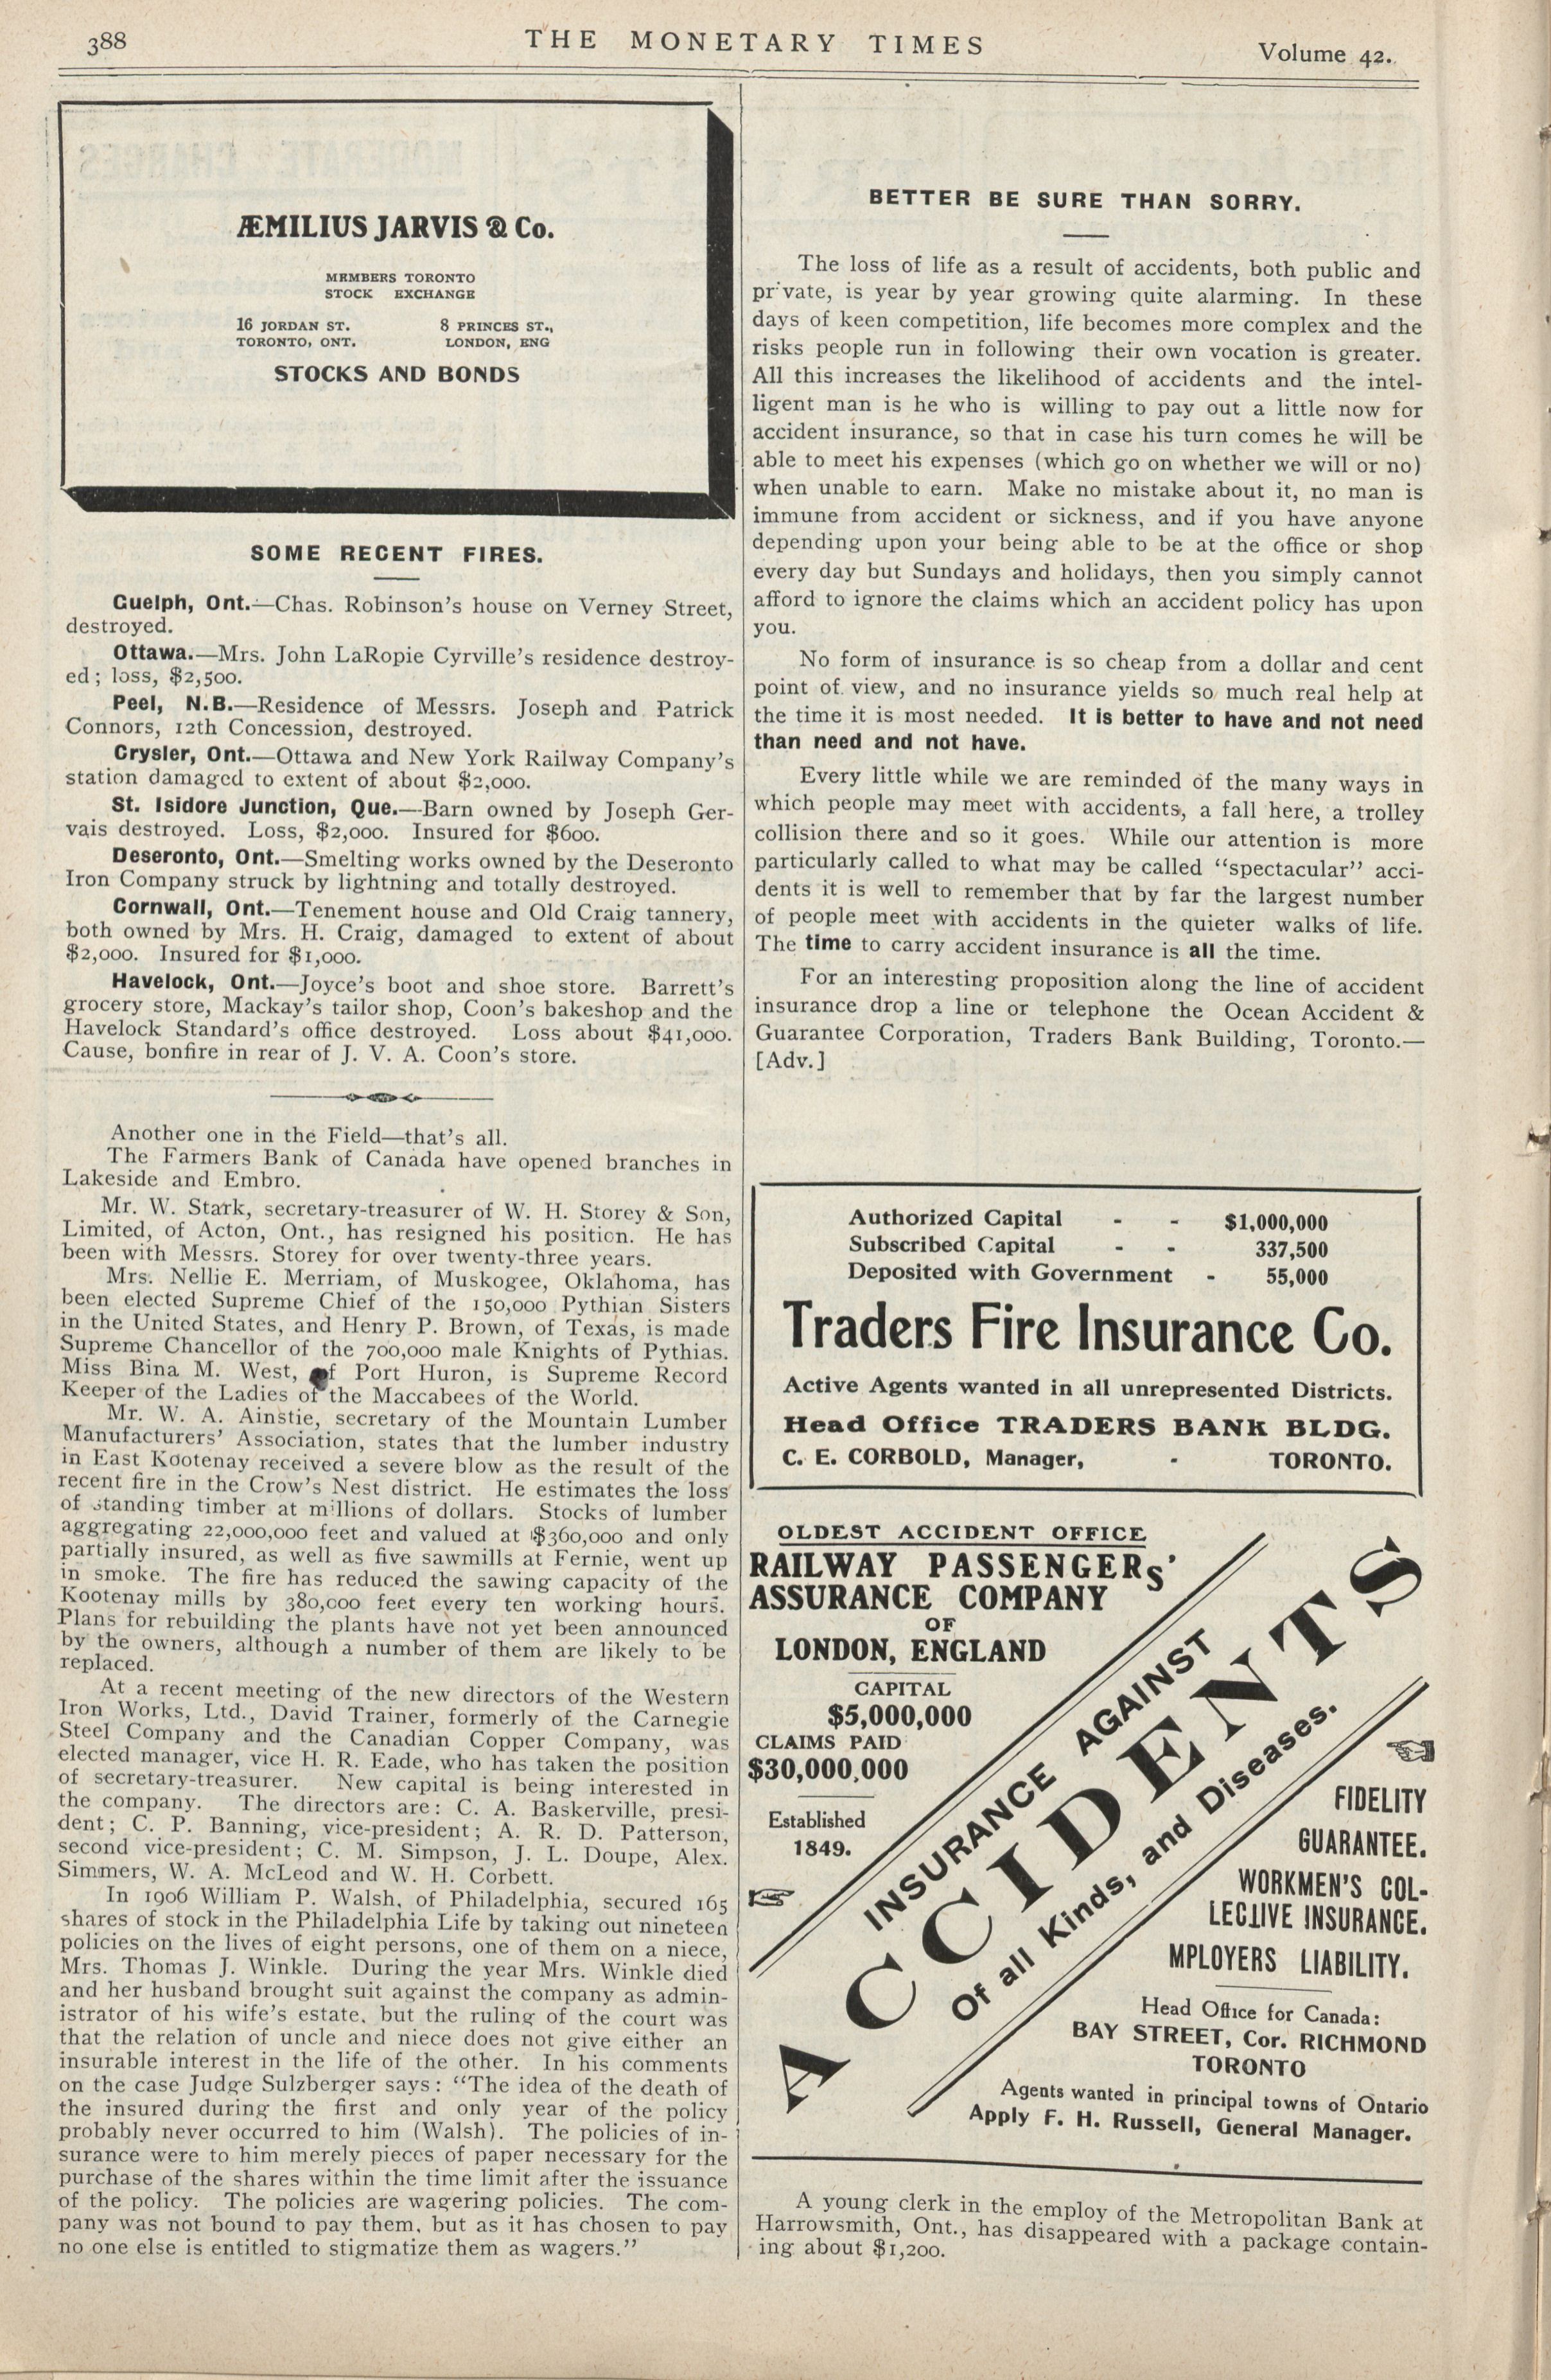 388
THE MONETARY TIMES
Volume 42.
ÆMILIUS JARVIS & Co.
MEMBERS TORONTO
STOCK EXCHANGE
16 JORDAN ST.
TORONTO, ONT.
8 PRINCES ST.,
LONDON, ENG
STOCKS AND BONDS
SOME RECENT FIRES.
Guelph, Ont.—Chas. Robinson's house on Verney Street,
destroyed.
Ottawa.—Mrs. John LaRopie Cyrville's residence destroy-
ed; loss, $2,500.
Peel, N.B.—Residence of Messrs. Joseph and Patrick
Connors, 12th Concession, destroyed.
Crysler, Ont.—Ottawa and New York Railway Company's
station damaged to extent of about $2,000.
St. Isidore Junction, Que.—Barn owned by Joseph Ger-
vais destroyed. Loss, $2,000. Insured for $600.
Deseronto, Ont.—Smelting works owned by the Deseronto
Iron Company struck by lightning and totally destroyed.
Cornwall, Ont.—Tenement house and Old Craig tannery,
both owned by Mrs. H. Craig, damaged to extent of about
$2,000. Insured for $1,000.
Havelock, Ont.—Joyce's boot and shoe store. Barrett's
grocery store, Mackay's tailor shop, Coon's bakeshop and the
Havelock Standard's office destroyed. Loss about $41,000.
Cause, bonfire in rear of J. V. A. Coon's store.
Another one in the Field—that's all.
The Farmers Bank of Canada have opened branches in
Lakeside and Embro.
Mr. W. Stark, secretary-treasurer of W. H. Storey & Son,
Limited, of Acton, Ont., has resigned his position. He has
been with Messrs. Storey for over twenty-three years.
Mrs. Nellie E. Merriam, of Muskogee, Oklahoma, has
been elected Supreme Chief of the 150,000 Pythian Sisters
in the United States, and Henry P. Brown, of Texas, is made
Supreme Chancellor of the 700,000 male Knights of Pythias.
Miss Bina M. West, of Port Huron, is Supreme Record
Keeper of the Ladies of the Maccabees of the World.
Mr. W. A. Ainstie, secretary of the Mountain Lumber
Manufacturers' Association, states that the lumber industry
in East Kootenay received a severe blow as the result of the
recent fire in the Crow's Nest district. He estimates the loss
of standing timber at millions of dollars. Stocks of lumber
aggregating 22,000,000 feet and valued at $360,000 and only
partially insured, as well as five sawmills at Fernie, went up
in smoke. The fire has reduced the sawing capacity of the
Kootenay mills by 380,000 feet every ten working hours.
Plans for rebuilding the plants have not yet been announced
by the owners, although a number of them are likely to be
replaced.
At a recent meeting of the new directors of the Western
Iron Works, Ltd., David Trainer, formerly of the Carnegie
Steel Company and the Canadian Copper Company, was
elected manager, vice H. R. Eade, who has taken the position
of secretary-treasurer. New capital is being interested in
the company. The directors are: C. A. Baskerville, presi-
dent; C. P. Banning, vice-president; A. R. D. Patterson,
second vice-president; C. M. Simpson, J. L. Doupe, Alex.
Simmers, W. A. McLeod and W. H. Corbett.
In 1906 William P. Walsh, of Philadelphia, secured 165
shares of stock in the Philadelphia Life by taking out nineteen
policies on the lives of eight persons, one of them on a niece,
Mrs. Thomas J. Winkle. During the year Mrs. Winkle died
and her husband brought suit against the company as admin-
istrator of his wife's estate, but the ruling of the court was
that the relation of uncle and niece does not give either an
insurable interest in the life of the other. In his comments
on the case Judge Sulzberger says: "The idea of the death of
the insured during the first and only year of the policy
probably never occurred to him (Walsh). The policies of in-
surance were to him merely pieces of paper necessary for the
purchase of the shares within the time limit after the issuance
of the policy. The policies are wagering policies. The com-
pany was not bound to pay them, but as it has chosen to pay
no one else is entitled to stigmatize them as wagers."
BETTER BE SURE THAN SORRY.
The loss of life as a result of accidents, both public and
private, is year by year growing quite alarming. In these
days of keen competition, life becomes more complex and the
risks people run in following their own vocation is greater.
All this increases the likelihood of accidents and the intel-
ligent man is he who is willing to pay out a little now for
accident insurance, so that in case his turn comes he will be
able to meet his expenses (which go on whether we will or no)
when unable to earn. Make no mistake about it, no man is
immune from accident or sickness, and if you have anyone
depending upon your being able to be at the office or shop
every day but Sundays and holidays, then you simply cannot
afford to ignore the claims which an accident policy has upon
you.
No form of insurance is so cheap from a dollar and cent
point of view, and no insurance yields so much real help at
the time it is most needed. It is better to have and not need
than need and not have.
Every little while we are reminded of the many ways in
which people may meet with accidents, a fall here, a trolley
collision there and so it goes. While our attention is more
particularly called to what may be called "spectacular" acci-
dents it is well to remember that by far the largest number
of people meet with accidents in the quieter walks of life.
The time to carry accident insurance is all the time.
For an interesting proposition along the line of accident
insurance drop a line or telephone the Ocean Accident &
Guarantee Corporation, Traders Bank Building, Toronto.—
[Adv.]
Authorized Capital - - $1,000,000
Subscribed Capital - - 337,500
Deposited with Government - 55,000
Traders Fire Insurance Co.
Active Agents wanted in all unrepresented Districts.
Head Office TRADERS BANK BLDG.
C. E. CORBOLD, Manager, - TORONTO.
OLDEST ACCIDENT OFFICE
RAILWAY PASSENGERS'
ASSURANCE COMPANY
OF
LONDON, ENGLAND
CAPITAL
$5,000,000
CLAIMS PAID
$30,000,000
Established
1849.
INSURANCE AGAINST
ACCIDENTS
Of all Kinds, and Diseases.
FIDELITY
GUARANTEE.
WORKMEN'S COL-
LECTIVE INSURANCE.
MPLOYERS LIABILITY.
Head Office for Canada:
BAY STREET, Cor. RICHMOND
TORONTO
Agents wanted in principal towns of Ontario
Apply F. H. Russell, General Manager.
A young clerk in the employ of the Metropolitan Bank at
Harrowsmith, Ont., has disappeared with a package contain-
ing about $1,200.